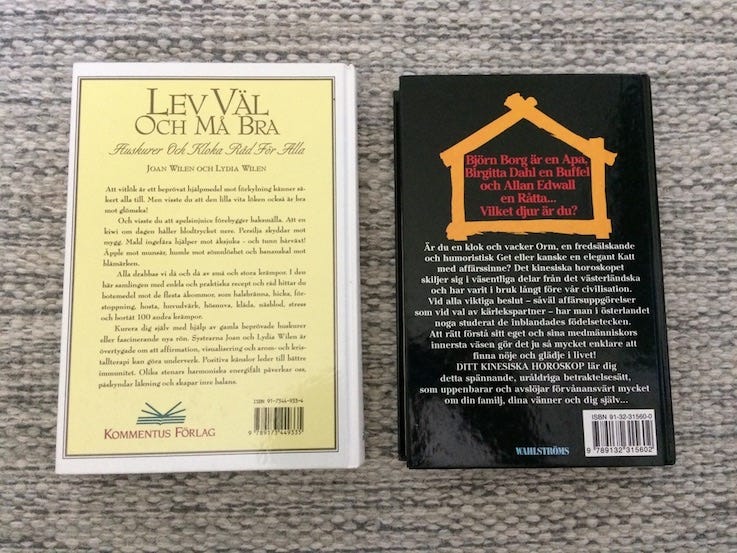 LEV VÄL
OCH MÅ BRA
Huskurer Och Kloka Råd För Alla
JOAN WILEN OCH LYDIA WILEN
Att vitlök är ett beprövat hjälpmedel mot förkylning känner sä-
kert alla till. Men visste du att den lilla vita löken också är bra
mot glömska!
Och visste du att apelsinjuice förebygger baksmälla. Att en
kiwi om dagen håller blodtrycket nere. Persilja skyddar mot
mygg. Mald ingefära hjälper mot åksjuka - och tunn hårväxt!
Äpple mot munsår, humle mot sömnlöshet och bananskal mot
blåmärken.
Alla drabbas vi då och då av små och stora krämpor. I den
här samlingen med enkla och praktiska recept och råd hittar du
botemedel mot de flesta åkommor, som halsbränna, hicka, för-
stoppning, hosta, huvudvärk, hösnuva, klåda, näsblod, stress
och bortåt 100 andra krämpor.
Kurera dig själv med hjälp av gamla beprövade huskurer
eller fascinerande nya rön. Systrarna Joan och Lydia Wilen är
övertygade om att affirmation, visualisering och arom- och kris-
tallterapi kan göra underverk. Positiva känslor leder till bättre
immunitet. Olika stenars harmoniska energifält påverkar oss,
påskyndar läkning och skapar inre balans.
ISBN 91-7344-933-4
9 789173 449335
KOMMENTUS FÖRLAG
Björn Borg är en Apa,
Birgitta Dahl en Buffel
och Allan Edwall
en Råtta...
Vilket djur är du?
Är du en klok och vacker Orm, en fredsälskande
och humoristisk Get eller kanske en elegant Katt
med affärssinne? Det kinesiska horoskopet
skiljer sig i väsentliga delar från det västerländska
och har varit i bruk långt före vår civilisation.
Vid alla viktiga beslut – såväl affärsuppgörelser
som vid val av kärlekspartner – har man i österlandet
noga studerat de inblandades födelsetecken.
Att rätt förstå sitt eget och sina medmänniskors
innersta väsen gör det ju så mycket enklare att
finna nöje och glädje i livet!
DITT KINESISKA HOROSKOP lär dig
detta spännande, uråldriga betraktelsesätt,
som uppenbarar och avslöjar förvånansvärt mycket
om din familj, dina vänner och dig själv...
ISBN 91-32-31560-0
9 789132 315602
WAHLSTRÖMS